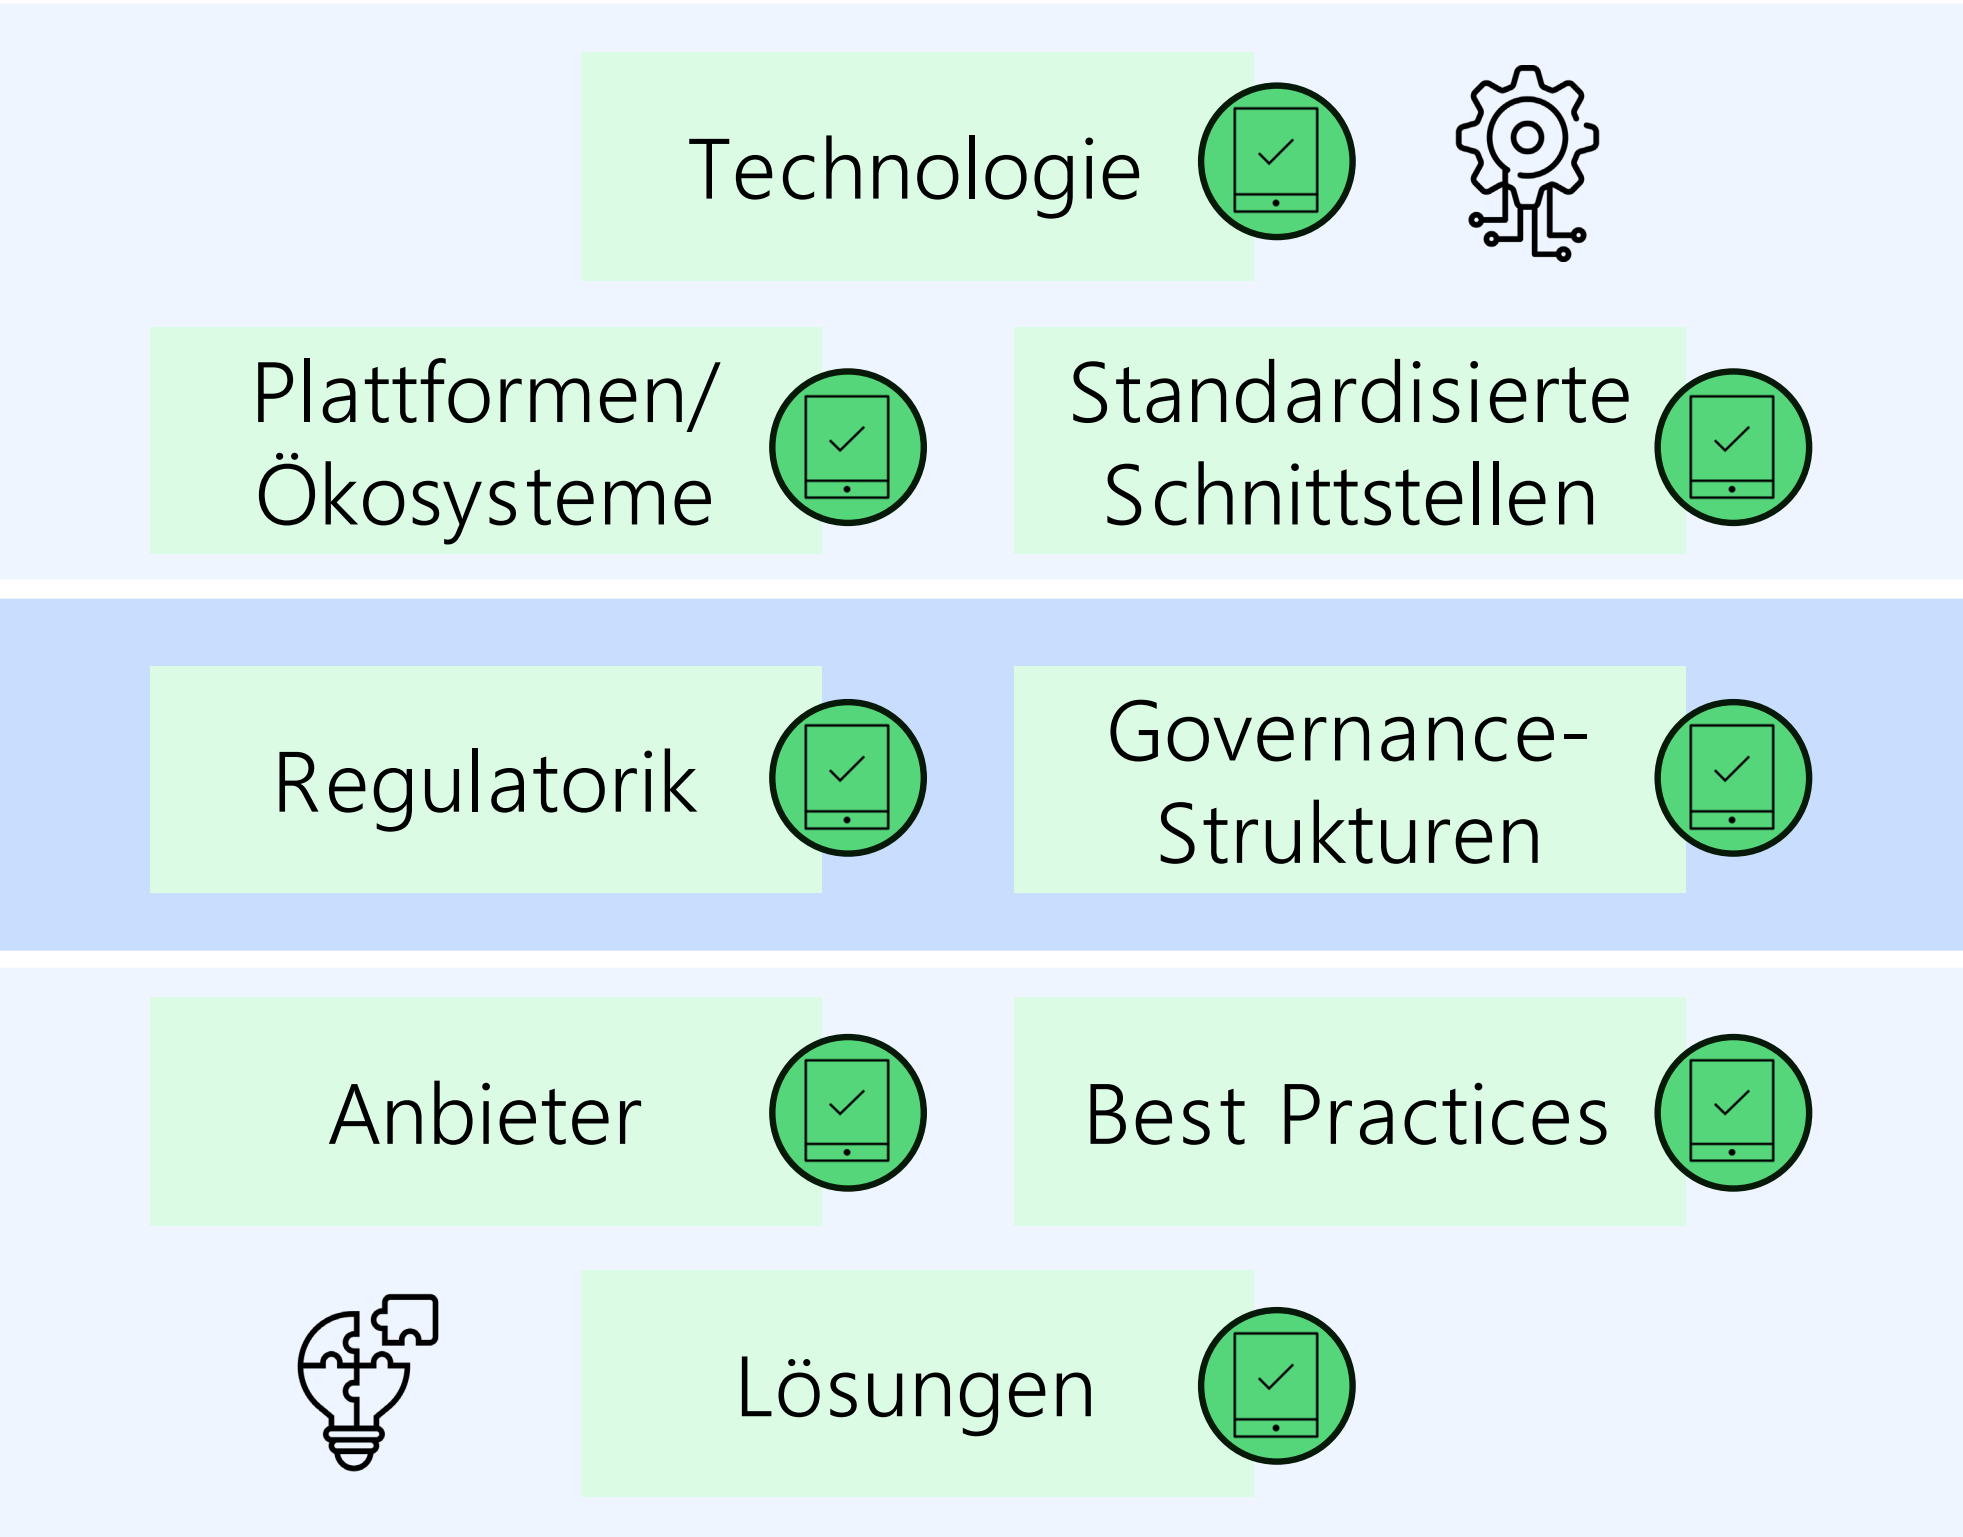 Technologie
Plattformen/
Ökosysteme
Standardisierte
Schnittstellen
Regulatorik
Governance-
Strukturen
Anbieter
Best Practices
Lösungen